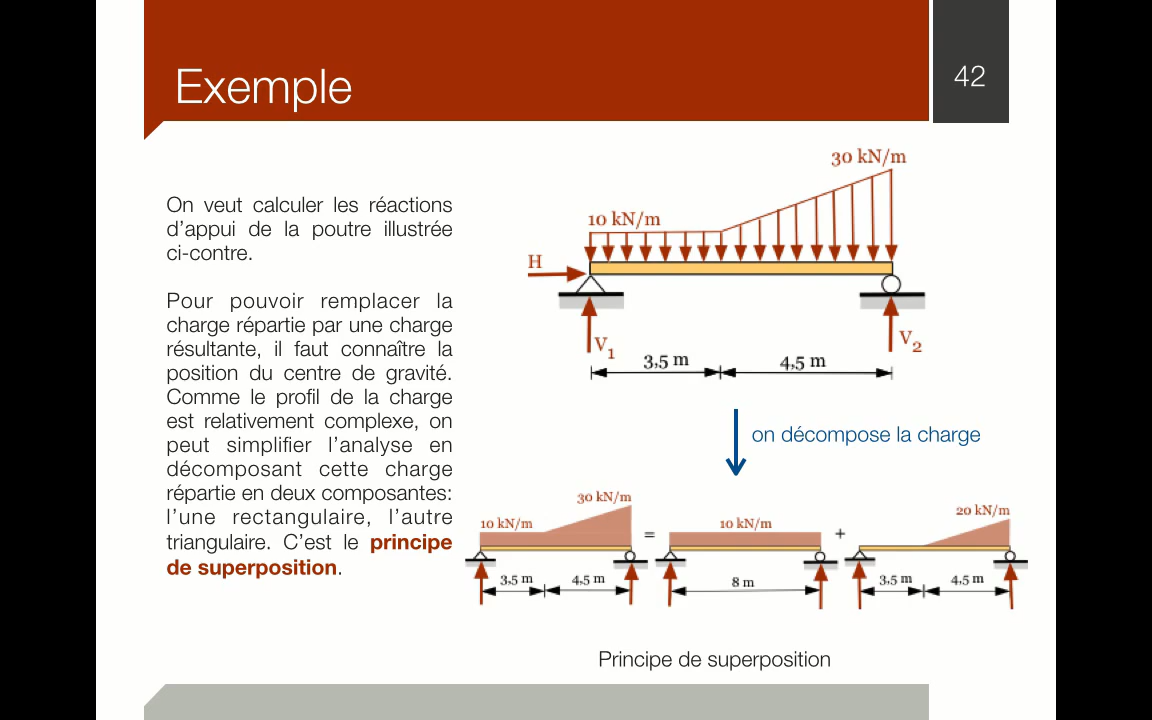 Exemple
42
On veut calculer les réactions
d'appui de la poutre illustrée
ci-contre.
Pour pouvoir remplacer la
charge répartie par une charge
résultante, il faut connaître la
position du centre de gravité.
Comme le profil de la charge
est relativement complexe, on
peut simplifier l'analyse en
décomposant cette charge
répartie en deux composantes:
l'une rectangulaire, l'autre
triangulaire. C'est le principe
de superposition.
30 kN/m
10 kN/m
H
V1
V2
3,5 m
4,5 m
on décompose la charge
30 kN/m
10 kN/m
3,5 m
4,5 m
=
10 kN/m
8 m
+
20 kN/m
3,5 m
4,5 m
Principe de superposition